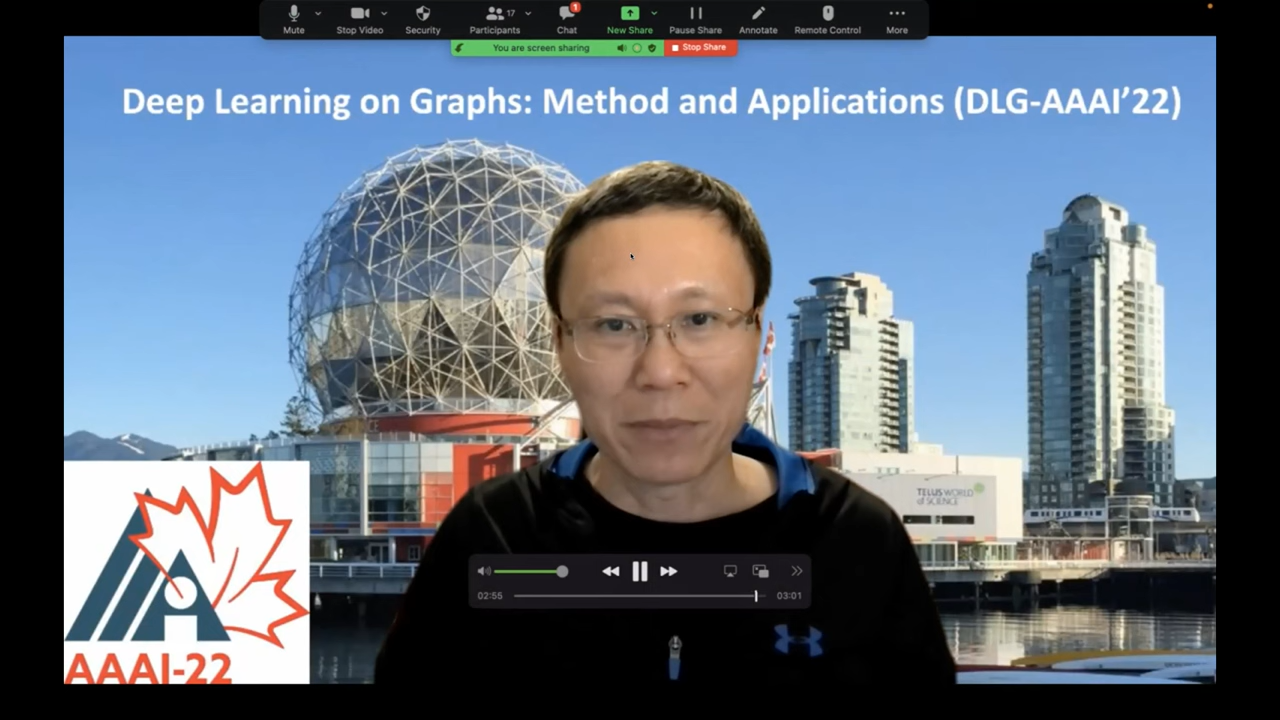 Mute
Stop Video
Security
17
Participants
1
Chat
New Share
Pause Share
Annotate
Remote Control
More
You are screen sharing
Stop Share
Deep Learning on Graphs: Method and Applications (DLG-AAAI'22)
TELUS WORLD
of SCIENCE
AAAI-22
02:55
03:01